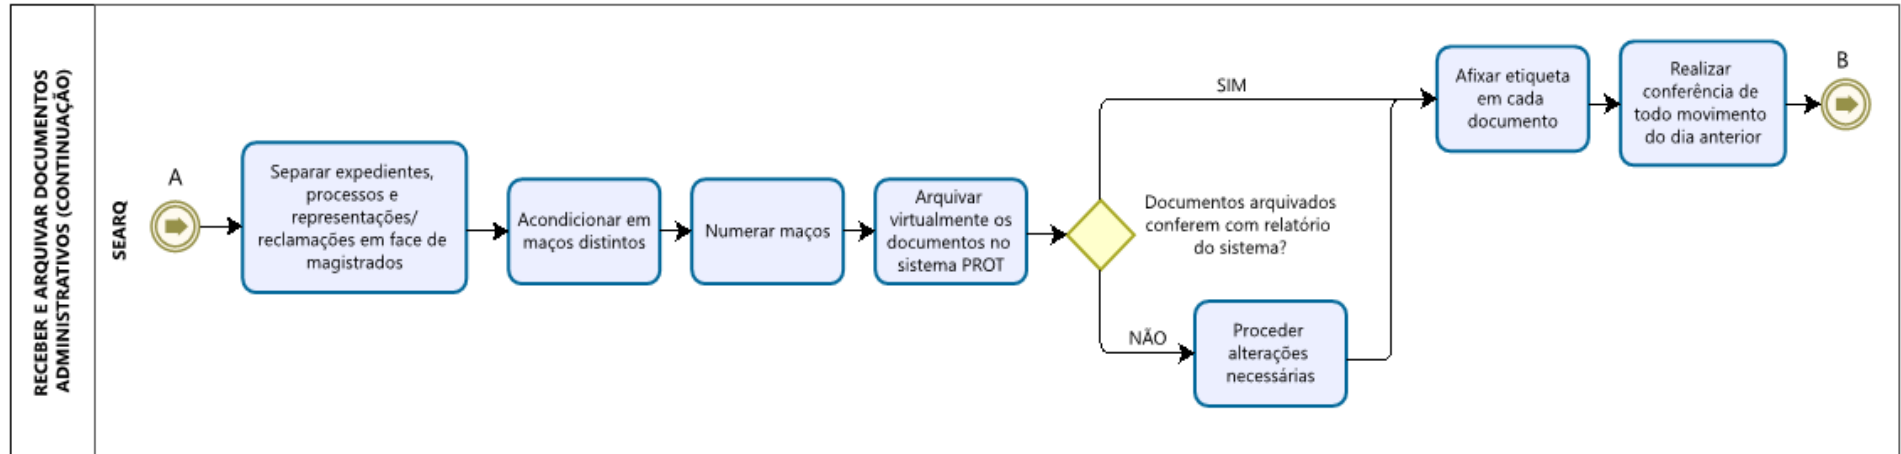 RECEBER E ARQUIVAR DOCUMENTOS
ADMINISTRATIVOS (CONTINUAÇÃO)
SEARQ
A
Separar expedientes,
processos e
representações/
reclamações em face de
magistrados
Acondicionar em
maços distintos
Numerar maços
Arquivar
virtualmente os
documentos no
sistema PROT
Documentos arquivados
conferem com relatório
do sistema?
SIM
NÃO
Proceder
alterações
necessárias
Afixar etiqueta
em cada
documento
Realizar
conferência de
todo movimento
do dia anterior
B